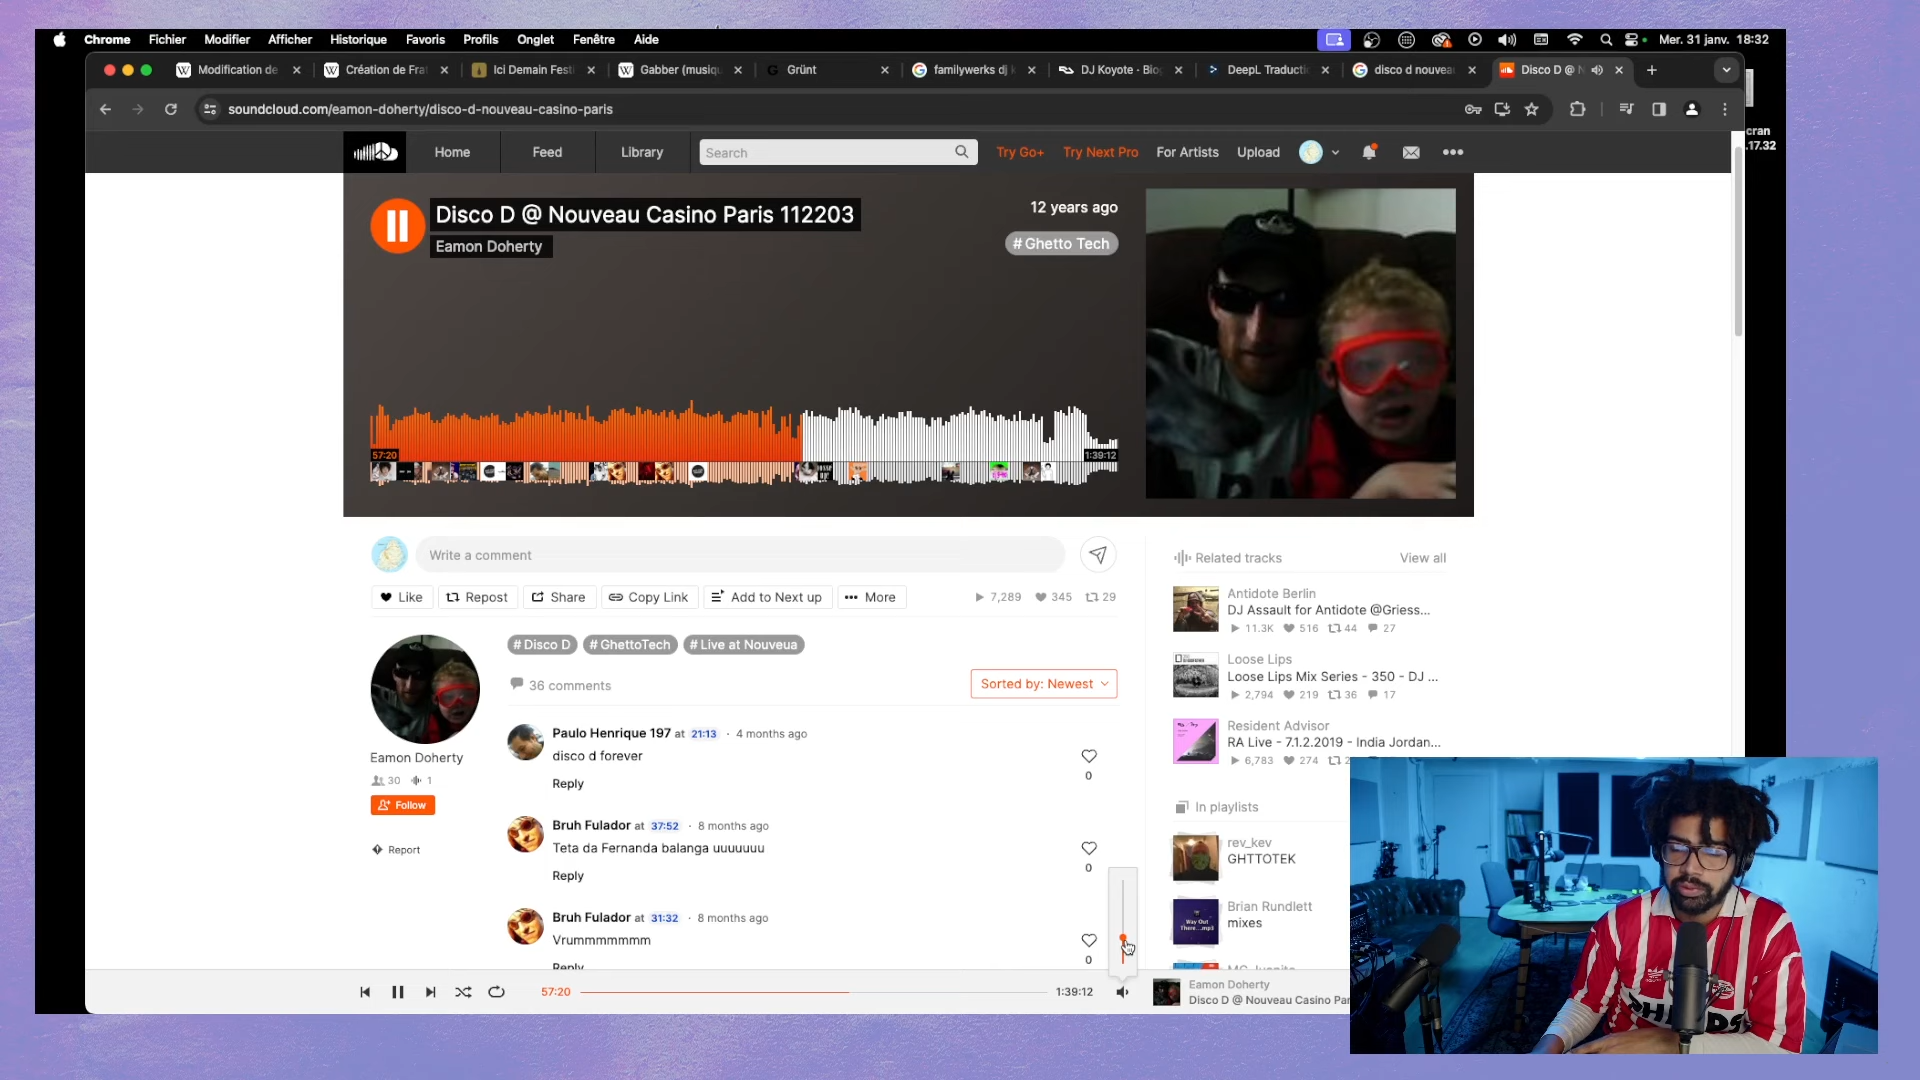 Chrome Fichier Modifier Afficher Historique Favoris Profils Onglet Fenêtre Aide Mer. 31 janv. 18:32
Modification de Création de Fra Ici Demain Festi Gabber (musiqu Grünt familywerks dj k DJ Koyote - Biog DeepL Traducti disco d nouveau Disco D @ N
soundcloud.com/eamon-doherty/disco-d-nouveau-casino-paris
cran
.17.32
Home Feed Library Search Try Go+ Try Next Pro For Artists Upload
Disco D @ Nouveau Casino Paris 112203
Eamon Doherty
12 years ago
# Ghetto Tech
57:20
1:39:12
Write a comment
Like Repost Share Copy Link Add to Next up More 7,289 345 29
Eamon Doherty
30 1
Follow
Report
# Disco D # GhettoTech # Live at Nouveua
36 comments
Sorted by: Newest
Paulo Henrique 197 at 21:13 · 4 months ago
disco d forever
Reply
0
Bruh Fulador at 37:52 · 8 months ago
Teta da Fernanda balanga uuuuuuu
Reply
0
Bruh Fulador at 31:32 · 8 months ago
Vrummmmmmm
Reply
0
Related tracks View all
Antidote Berlin
DJ Assault for Antidote @Griess...
11.3K 516 44 27
Loose Lips
Loose Lips Mix Series - 350 - DJ ...
2,794 219 36 17
Resident Advisor
RA Live - 7.1.2.2019 - India Jordan...
6,783 274
In playlists
rev_kev
GHTTOTEK
Brian Rundlett
mixes
57:20 1:39:12
Eamon Doherty
Disco D @ Nouveau Casino Par